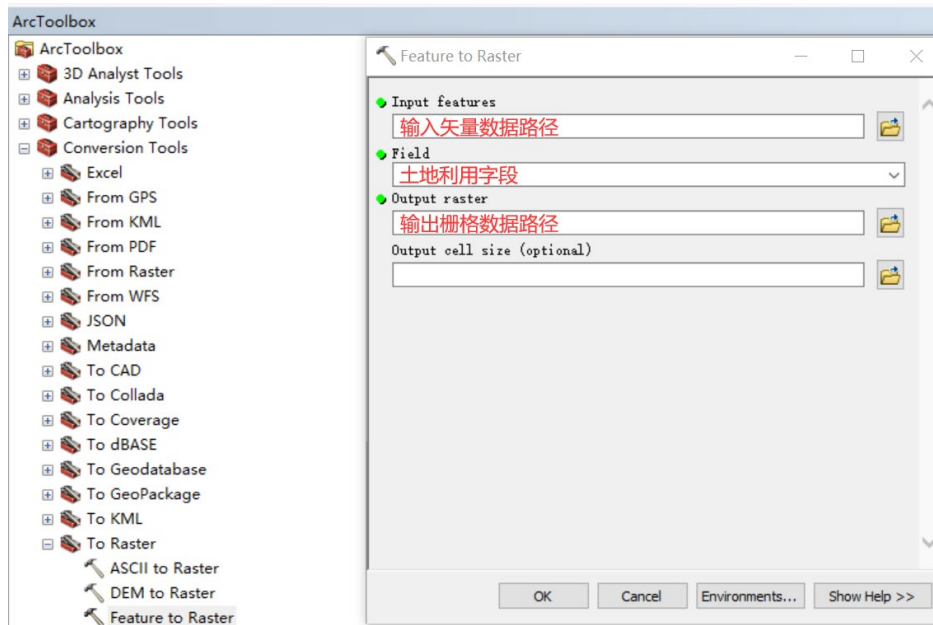 ArcToolbox
ArcToolbox
3D Analyst Tools
Analysis Tools
Cartography Tools
Conversion Tools
Excel
From GPS
From KML
From PDF
From Raster
From WFS
JSON
Metadata
To CAD
To Collada
To Coverage
To dBASE
To Geodatabase
To GeoPackage
To KML
To Raster
ASCII to Raster
DEM to Raster
Feature to Raster
Feature to Raster
Input features
输入矢量数据路径
Field
土地利用字段
Output raster
输出栅格数据路径
Output cell size (optional)
OK
Cancel
Environments...
Show Help >>